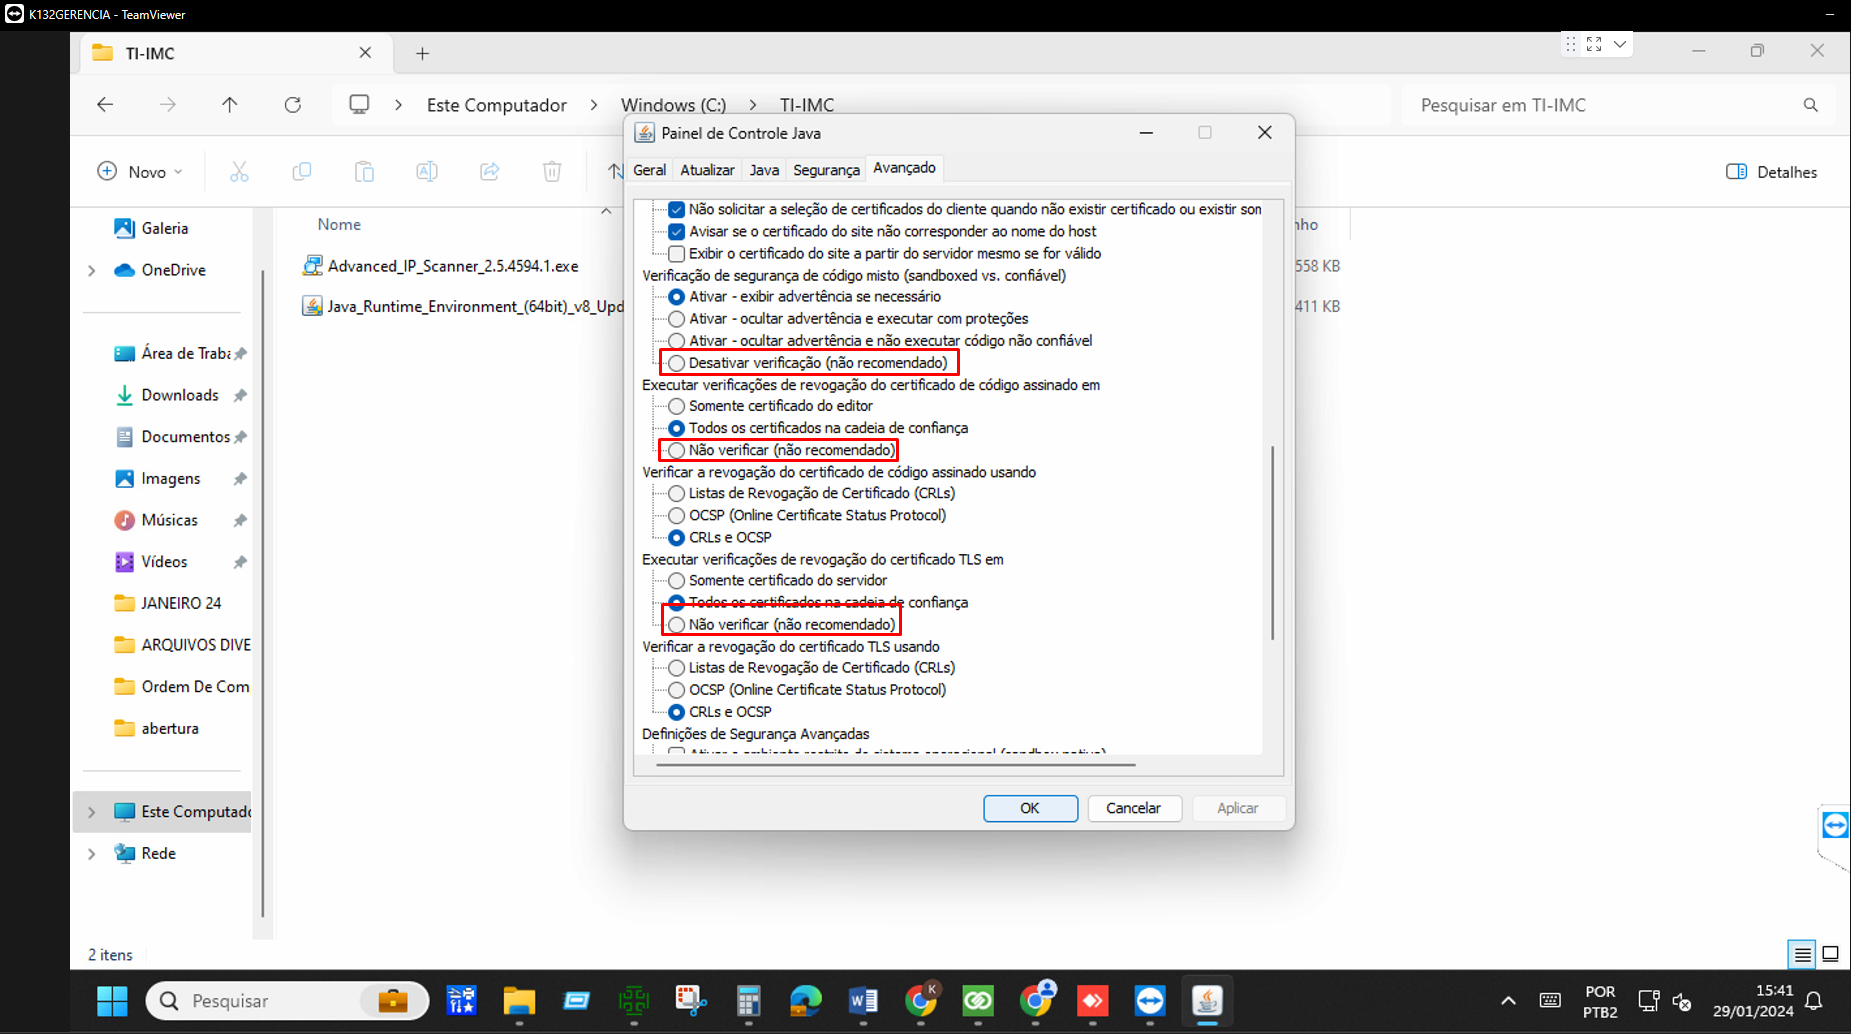 K132GERENCIA - TeamViewer
TI-IMC
Este Computador > Windows (C:) > TI-IMC
Pesquisar em TI-IMC
Novo
Detalhes
Galeria
OneDrive
Área de Traba
Downloads
Documentos
Imagens
Músicas
Vídeos
JANEIRO 24
ARQUIVOS DIVE
Ordem De Com
abertura
Este Computado
Rede
Nome
nho
Advanced_IP_Scanner_2.5.4594.1.exe
558 KB
Java_Runtime_Environment_(64bit)_v8_Upd
411 KB
Painel de Controle Java
Geral Atualizar Java Segurança Avançado
Não solicitar a seleção de certificados do cliente quando não existir certificado ou existir som
Avisar se o certificado do site não corresponder ao nome do host
Exibir o certificado do site a partir do servidor mesmo se for válido
Verificação de segurança de código misto (sandboxed vs. confiável)
Ativar - exibir advertência se necessário
Ativar - ocultar advertência e executar com proteções
Ativar - ocultar advertência e não executar código não confiável
Desativar verificação (não recomendado)
Executar verificações de revogação do certificado de código assinado em
Somente certificado do editor
Todos os certificados na cadeia de confiança
Não verificar (não recomendado)
Verificar a revogação do certificado de código assinado usando
Listas de Revogação de Certificado (CRLs)
OCSP (Online Certificate Status Protocol)
CRLs e OCSP
Executar verificações de revogação do certificado TLS em
Somente certificado do servidor
Todos os certificados na cadeia de confiança
Não verificar (não recomendado)
Verificar a revogação do certificado TLS usando
Listas de Revogação de Certificado (CRLs)
OCSP (Online Certificate Status Protocol)
CRLs e OCSP
Definições de Segurança Avançadas
Ativar o ambiente restrito do sistema operacional (sandbox nativo)
OK Cancelar Aplicar
2 itens
Pesquisar
K
POR
PTB2
15:41
29/01/2024